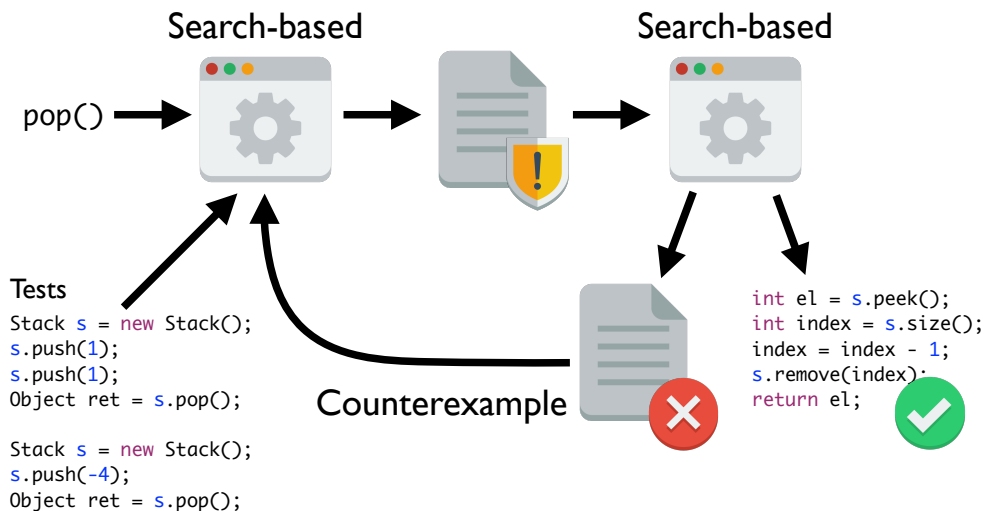 Search-based
Search-based
pop()
!
Tests
Stack s = new Stack();
s.push(1);
s.push(1);
Object ret = s.pop();
Stack s = new Stack();
s.push(-4);
Object ret = s.pop();
Counterexample
int el = s.peek();
int index = s.size();
index = index - 1;
s.remove(index);
return el;